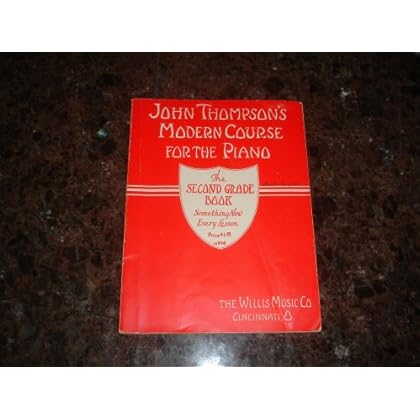 JOHN THOMPSON'S
MODERN COURSE
FOR THE PIANO
The
SECOND GRADE
BOOK
Something New
Every Lesson
THE WILLIS MUSIC CO.
CINCINNATI, O.